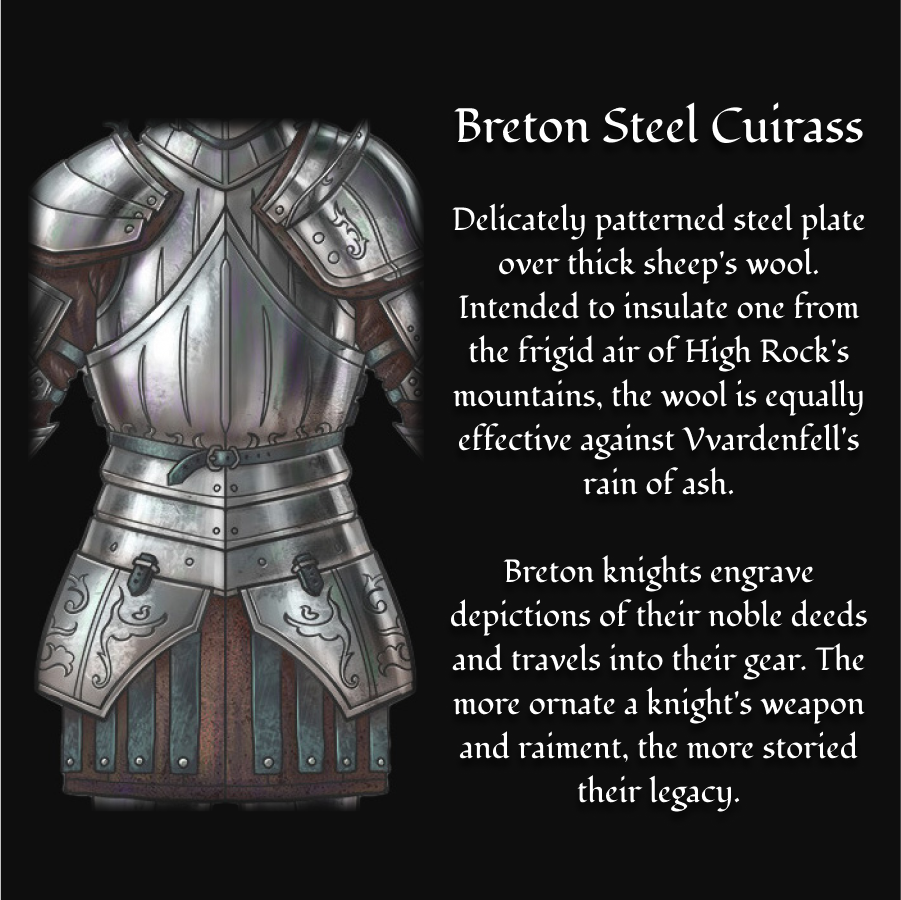 Breton Steel Cuirass
Delicately patterned steel plate
over thick sheep's wool.
Intended to insulate one from
the frigid air of High Rock's
mountains, the wool is equally
effective against Vvardenfell's
rain of ash.
Breton knights engrave
depictions of their noble deeds
and travels into their gear. The
more ornate a knight's weapon
and raiment, the more storied
their legacy.